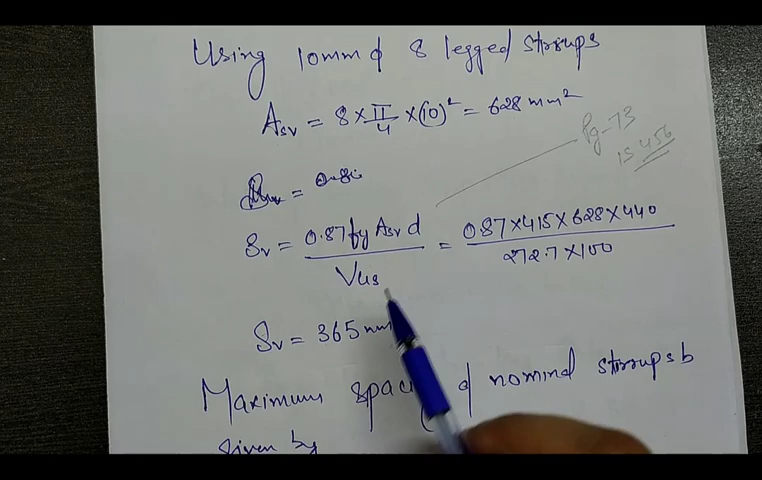 Using 10mm ϕ 8 legged stirrups
Asv = 8 × π/4 × (10)² = 628 mm²
Pg-73
IS 456
Sv = 0.87 fy Asv d / Vus = 0.87×415×628×440 / 272.7×100
Sv = 365 mm
Maximum spaci of nominal stirrups b
given by